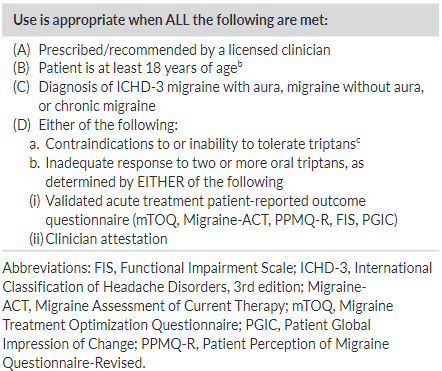 Use is appropriate when ALL the following are met:
(A) Prescribed/recommended by a licensed clinician
(B) Patient is at least 18 years of ageᵇ
(C) Diagnosis of ICHD-3 migraine with aura, migraine without aura,
or chronic migraine
(D) Either of the following:
a. Contraindications to or inability to tolerate triptansᶜ
b. Inadequate response to two or more oral triptans, as
determined by EITHER of the following
(i) Validated acute treatment patient-reported outcome
questionnaire (mTOQ, Migraine-ACT, PPMQ-R, FIS, PGIC)
(ii) Clinician attestation
Abbreviations: FIS, Functional Impairment Scale; ICHD-3, International
Classification of Headache Disorders, 3rd edition; Migraine-
ACT, Migraine Assessment of Current Therapy; mTOQ, Migraine
Treatment Optimization Questionnaire; PGIC, Patient Global
Impression of Change; PPMQ-R, Patient Perception of Migraine
Questionnaire-Revised.